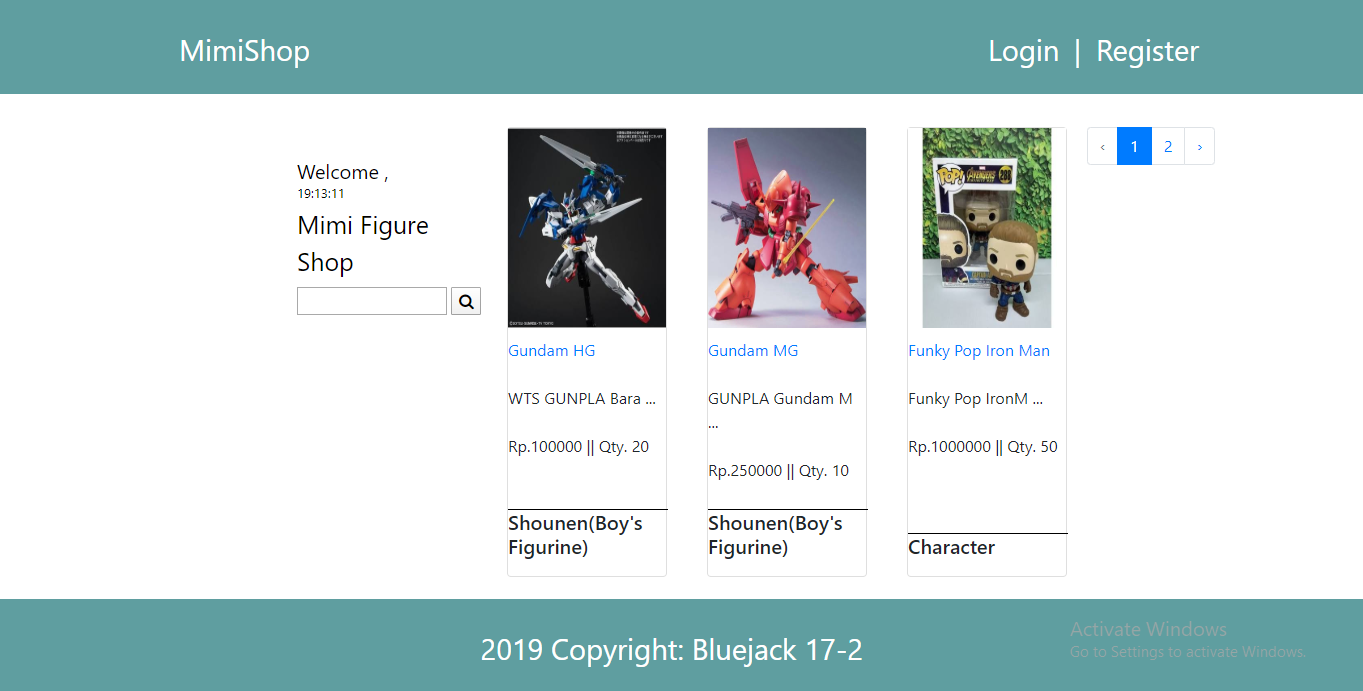 MimiShop
Login | Register
Welcome ,
19:13:11
Mimi Figure
Shop
‹ 1 2 ›
POP!
AVENGERS
Gundam HG
WTS GUNPLA Bara ...
Rp.100000 || Qty. 20
Shounen(Boy's
Figurine)
Gundam MG
GUNPLA Gundam M
...
Rp.250000 || Qty. 10
Shounen(Boy's
Figurine)
Funky Pop Iron Man
Funky Pop IronM ...
Rp.1000000 || Qty. 50
Character
2019 Copyright: Bluejack 17-2
Activate Windows
Go to Settings to activate Windows.